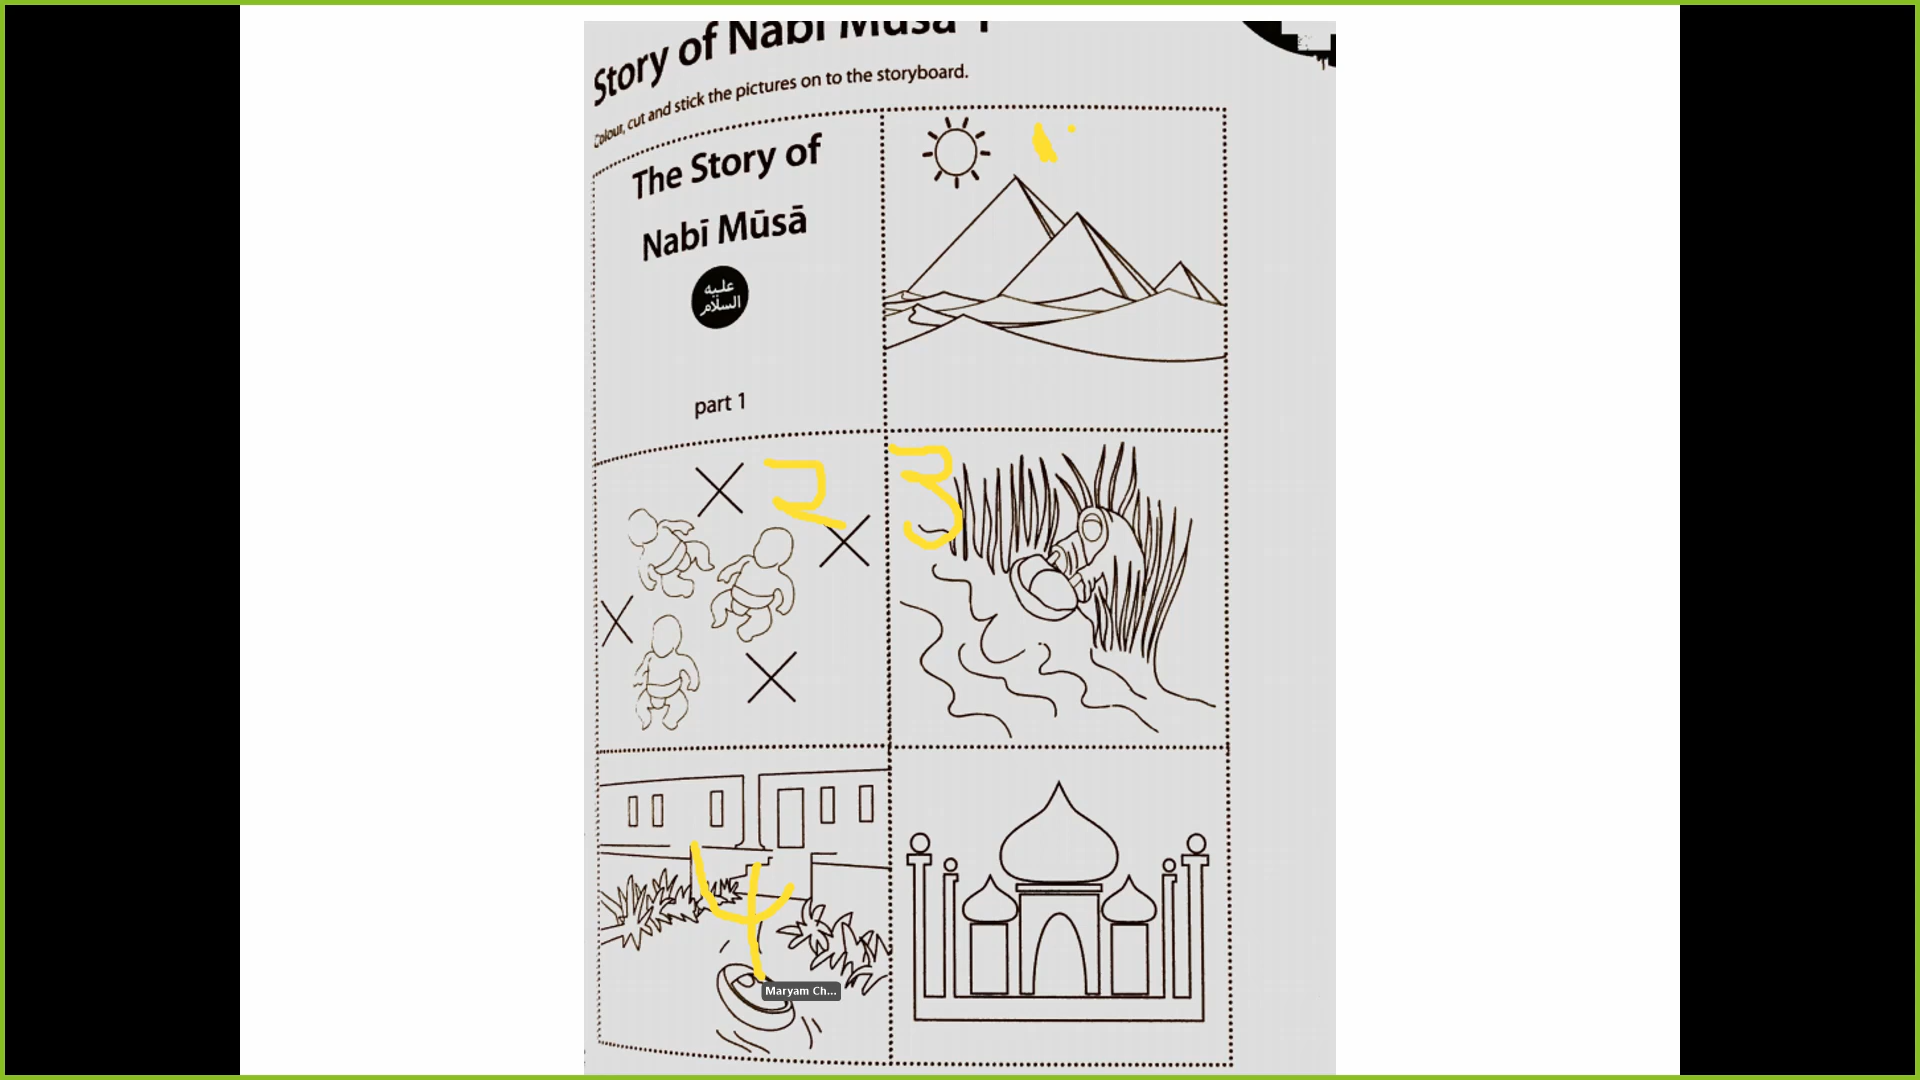 Story of Nabī Mūsā 1
Colour, cut and stick the pictures on to the storyboard.
The Story of
Nabī Mūsā
عليه
السلام
part 1
2
3
4
Maryam Ch...